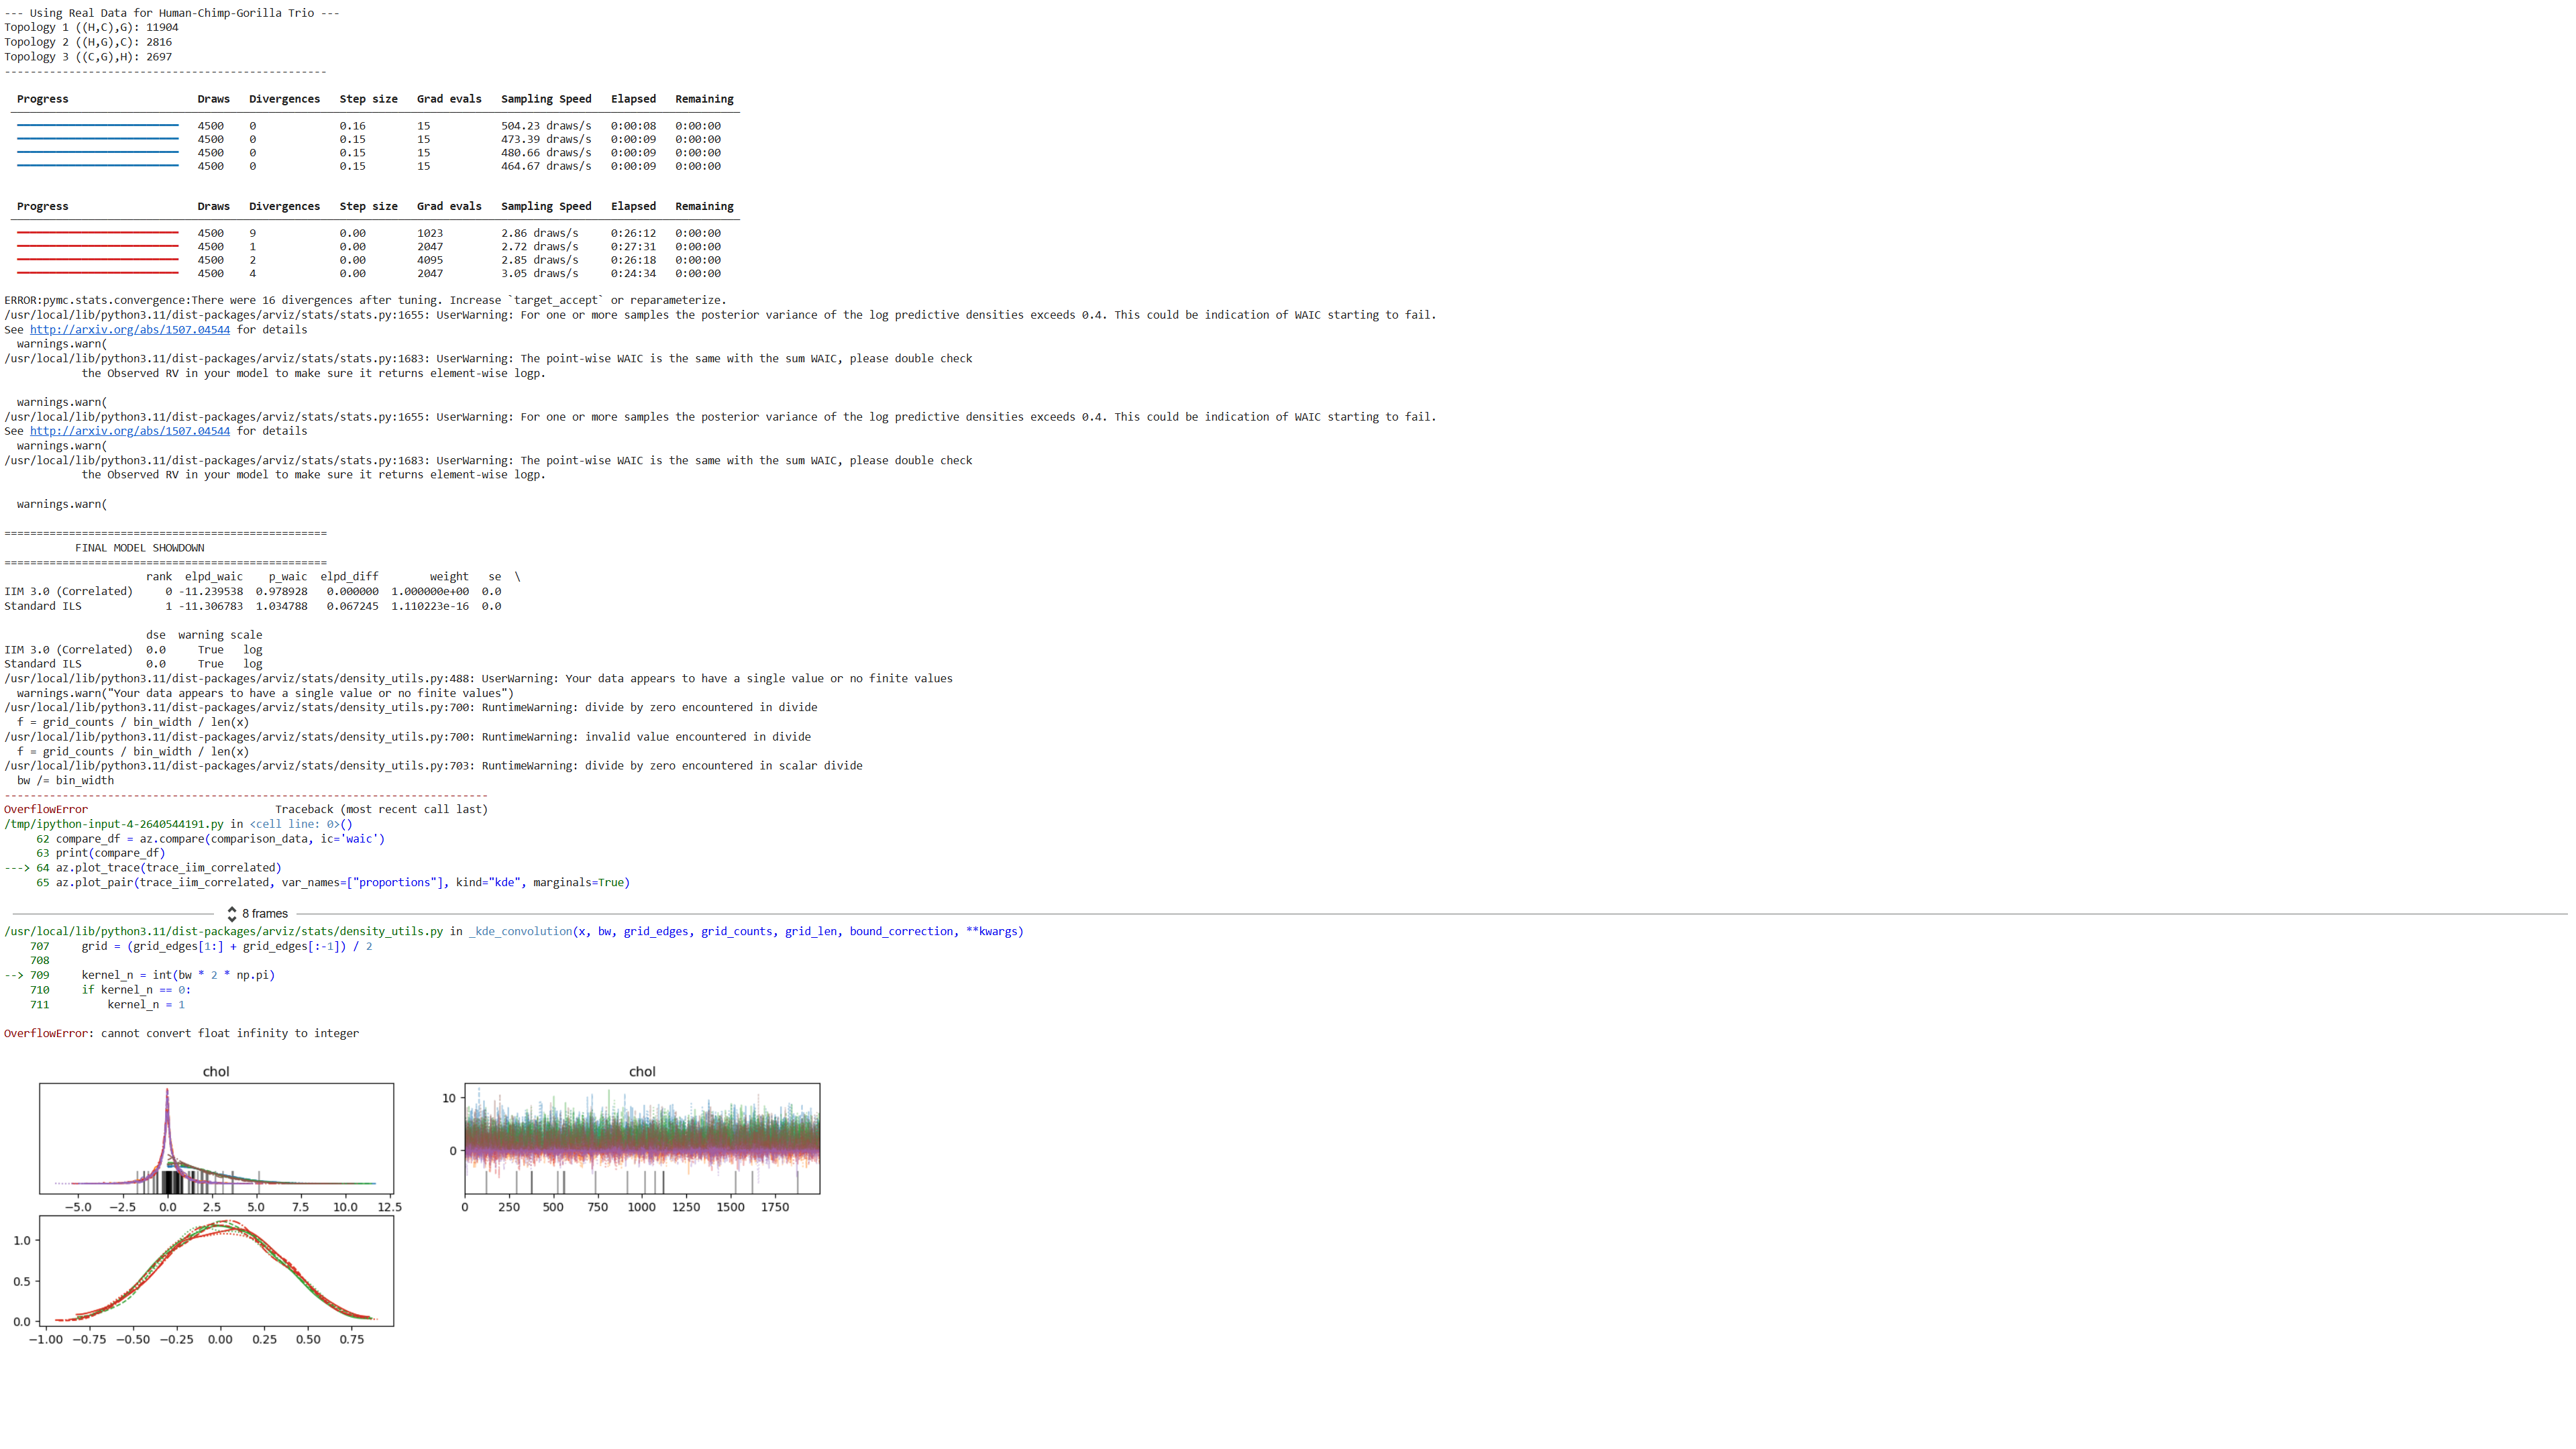 --- Using Real Data for Human-Chimp-Gorilla Trio ---
Topology 1 ((H,C),G): 11904
Topology 2 ((H,G),C): 2816
Topology 3 ((C,G),H): 2697
--------------------------------------------------
Progress Draws Divergences Step size Grad evals Sampling Speed Elapsed Remaining
4500 0 0.16 15 504.23 draws/s 0:00:08 0:00:00
4500 0 0.15 15 473.39 draws/s 0:00:09 0:00:00
4500 0 0.15 15 480.66 draws/s 0:00:09 0:00:00
4500 0 0.15 15 464.67 draws/s 0:00:09 0:00:00
Progress Draws Divergences Step size Grad evals Sampling Speed Elapsed Remaining
4500 9 0.00 1023 2.86 draws/s 0:26:12 0:00:00
4500 1 0.00 2047 2.72 draws/s 0:27:31 0:00:00
4500 2 0.00 4095 2.85 draws/s 0:26:18 0:00:00
4500 4 0.00 2047 3.05 draws/s 0:24:34 0:00:00
ERROR:pymc.stats.convergence:There were 16 divergences after tuning. Increase `target_accept` or reparameterize.
/usr/local/lib/python3.11/dist-packages/arviz/stats/stats.py:1655: UserWarning: For one or more samples the posterior variance of the log predictive densities exceeds 0.4. This could be indication of WAIC starting to fail.
See http://arxiv.org/abs/1507.04544 for details
warnings.warn(
/usr/local/lib/python3.11/dist-packages/arviz/stats/stats.py:1683: UserWarning: The point-wise WAIC is the same with the sum WAIC, please double check
the Observed RV in your model to make sure it returns element-wise logp.
warnings.warn(
/usr/local/lib/python3.11/dist-packages/arviz/stats/stats.py:1655: UserWarning: For one or more samples the posterior variance of the log predictive densities exceeds 0.4. This could be indication of WAIC starting to fail.
See http://arxiv.org/abs/1507.04544 for details
warnings.warn(
/usr/local/lib/python3.11/dist-packages/arviz/stats/stats.py:1683: UserWarning: The point-wise WAIC is the same with the sum WAIC, please double check
the Observed RV in your model to make sure it returns element-wise logp.
warnings.warn(
==================================================
FINAL MODEL SHOWDOWN
==================================================
rank elpd_waic p_waic elpd_diff weight se \
IIM 3.0 (Correlated) 0 -11.239538 0.978928 0.000000 1.000000e+00 0.0
Standard ILS 1 -11.306783 1.034788 0.067245 1.110223e-16 0.0
dse warning scale
IIM 3.0 (Correlated) 0.0 True log
Standard ILS 0.0 True log
/usr/local/lib/python3.11/dist-packages/arviz/stats/density_utils.py:488: UserWarning: Your data appears to have a single value or no finite values
warnings.warn("Your data appears to have a single value or no finite values")
/usr/local/lib/python3.11/dist-packages/arviz/stats/density_utils.py:700: RuntimeWarning: divide by zero encountered in divide
f = grid_counts / bin_width / len(x)
/usr/local/lib/python3.11/dist-packages/arviz/stats/density_utils.py:700: RuntimeWarning: invalid value encountered in divide
f = grid_counts / bin_width / len(x)
/usr/local/lib/python3.11/dist-packages/arviz/stats/density_utils.py:703: RuntimeWarning: divide by zero encountered in scalar divide
bw /= bin_width
---------------------------------------------------------------------------
OverflowError Traceback (most recent call last)
/tmp/ipython-input-4-2640544191.py in <cell line: 0>()
62 compare_df = az.compare(comparison_data, ic='waic')
63 print(compare_df)
---> 64 az.plot_trace(trace_iim_correlated)
65 az.plot_pair(trace_iim_correlated, var_names=["proportions"], kind="kde", marginals=True)
8 frames
/usr/local/lib/python3.11/dist-packages/arviz/stats/density_utils.py in _kde_convolution(x, bw, grid_edges, grid_counts, grid_len, bound_correction, **kwargs)
707 grid = (grid_edges[1:] + grid_edges[:-1]) / 2
708
--> 709 kernel_n = int(bw * 2 * np.pi)
710 if kernel_n == 0:
711 kernel_n = 1
OverflowError: cannot convert float infinity to integer
chol chol
10
0
−5.0 −2.5 0.0 2.5 5.0 7.5 10.0 12.5 0 250 500 750 1000 1250 1500 1750
1.0
0.5
0.0
−1.00 −0.75 −0.50 −0.25 0.00 0.25 0.50 0.75